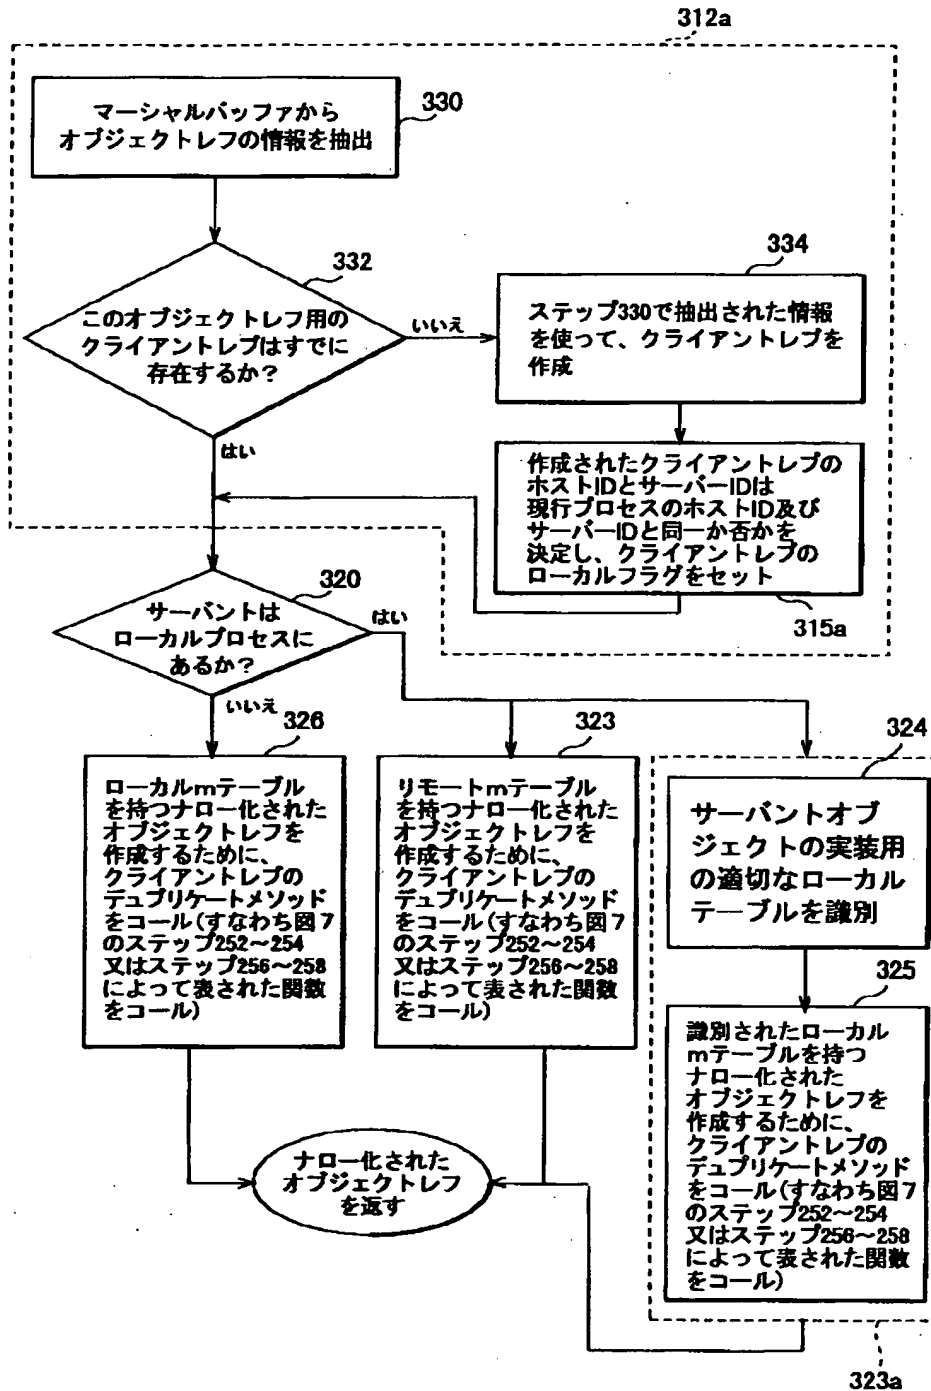 312a
マーシャルバッファから
オブジェクトレフの情報を抽出
330
332
このオブジェクトレフ用の
クライアントレプはすでに
存在するか?
いいえ
はい
334
ステップ330で抽出された情報
を使って、クライアントレプを
作成
作成されたクライアントレプの
ホストIDとサーバーIDは
現行プロセスのホストID及び
サーバーIDと同一か否かを
決定し、クライアントレプの
ローカルフラグをセット
315a
320
サーバントは
ローカルプロセスに
あるか?
はい
いいえ
326
ローカルmテーブル
を持つナロー化された
オブジェクトレフを
作成するために、
クライアントレプの
デュプリケートメソッド
をコール(すなわち図7
のステップ252~254
又はステップ256~258
によって表された関数
をコール)
323
リモートmテーブル
を持つナロー化された
オブジェクトレフを
作成するために、
クライアントレプの
デュプリケートメソッド
をコール(すなわち図7
のステップ252~254
又はステップ256~258
によって表された関数
をコール)
324
サーバントオブ
ジェクトの実装用
の適切なローカル
テーブルを識別
325
識別されたローカル
mテーブルを持つ
ナロー化された
オブジェクトレフを
作成するために、
クライアントレプの
デュプリケートメソッド
をコール(すなわち図7
のステップ252~254
又はステップ256~258
によって表された関数
をコール)
323a
ナロー化された
オブジェクトレフ
を返す